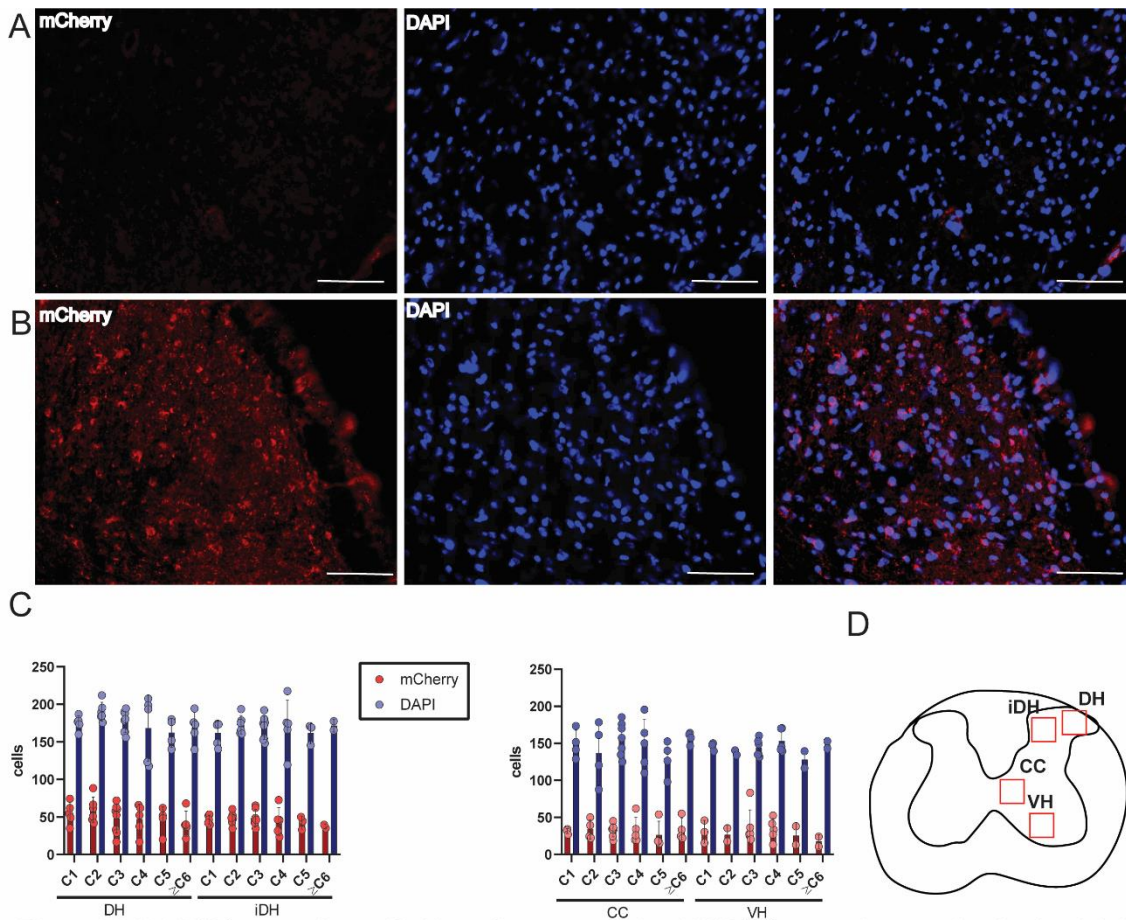 A
mCherry
DAPI
B
mCherry
DAPI
C
250
200
150
100
50
0
cells
C1 C2 C3 C4 C5 ≥C6 C1 C2 C3 C4 C5 ≥C6
DH iDH
mCherry
DAPI
250
200
150
100
50
0
cells
C1 C2 C3 C4 C5 ≥C6 C1 C2 C3 C4 C5 ≥C6
CC VH
D
DH
iDH
CC
VH